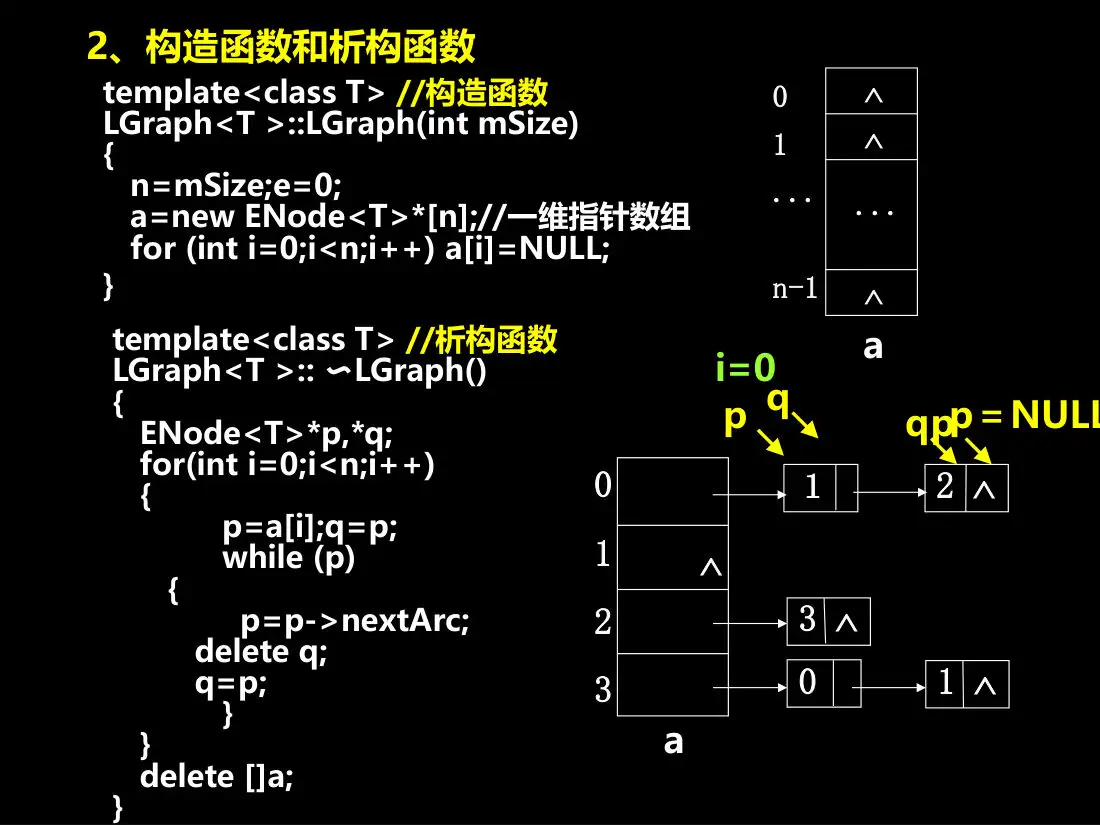 2、构造函数和析构函数
template<class T> //构造函数
LGraph<T >::LGraph(int mSize)
{
n=mSize;e=0;
a=new ENode<T>*[n];//一维指针数组
for (int i=0;i<n;i++) a[i]=NULL;
}
0 ∧
1 ∧
... ...
n-1 ∧
a
template<class T> //析构函数
LGraph<T >:: ∽LGraph()
{
ENode<T>*p,*q;
for(int i=0;i<n;i++)
{
p=a[i];q=p;
while (p)
{
p=p->nextArc;
delete q;
q=p;
}
}
delete []a;
}
i=0
p q qp p=NULL
0 1 2 ∧
1 ∧
2 3 ∧
3 0 1 ∧
a